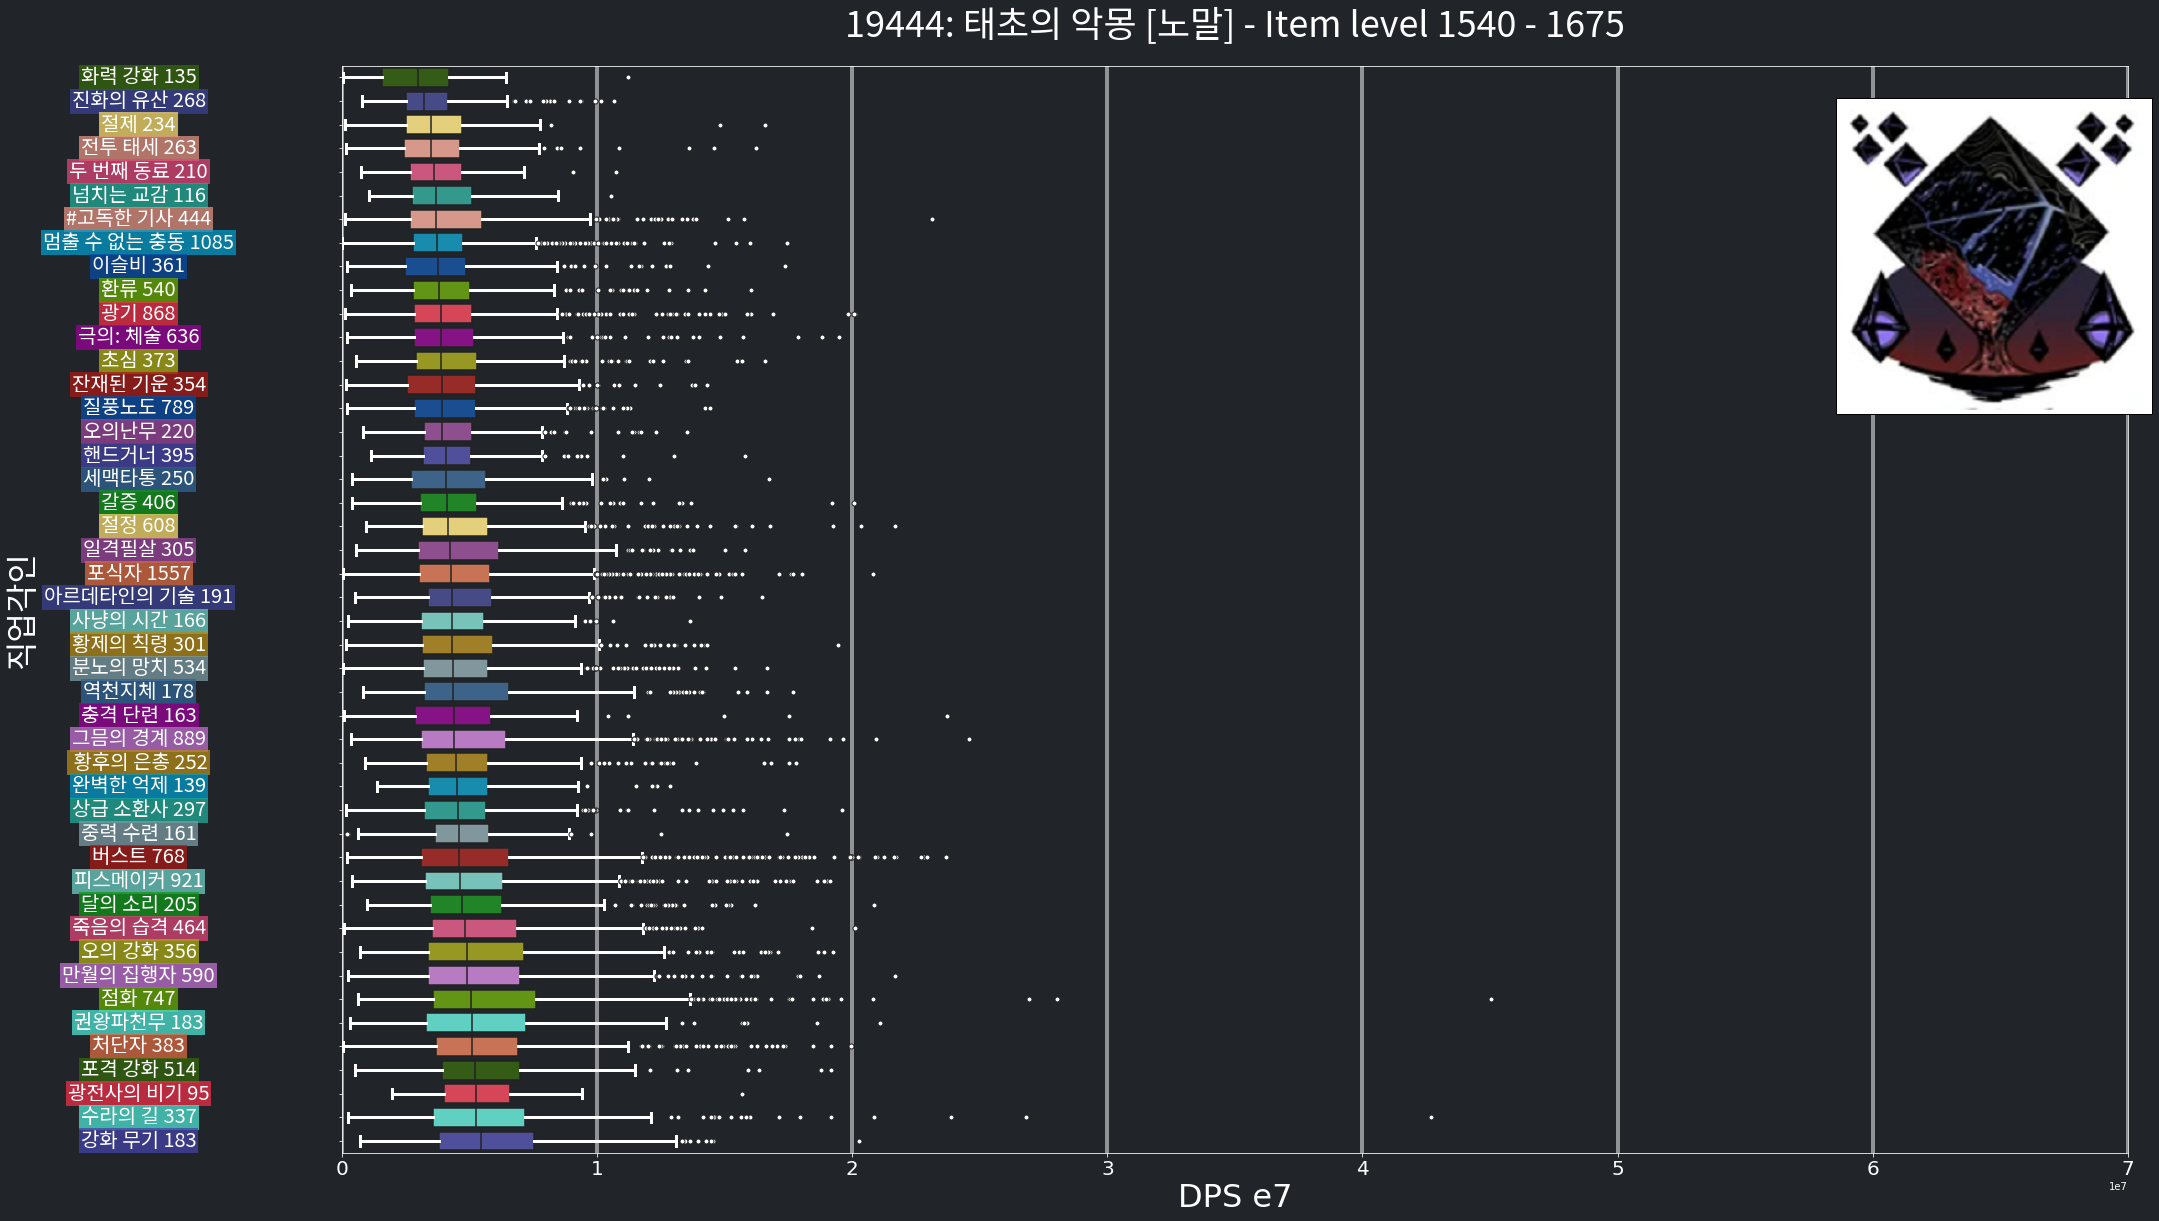 19444: 태초의 악몽 [노말] - Item level 1540 - 1675
직업각인
화력 강화 135
진화의 유산 268
절제 234
전투 태세 263
두 번째 동료 210
넘치는 교감 116
#고독한 기사 444
멈출 수 없는 충동 1085
이슬비 361
환류 540
광기 868
극의: 체술 636
초심 373
잔재된 기운 354
질풍노도 789
오의난무 220
핸드거너 395
세맥타통 250
갈증 406
절정 608
일격필살 305
포식자 1557
아르데타인의 기술 191
사냥의 시간 166
황제의 칙령 301
분노의 망치 534
역천지체 178
충격 단련 163
그믐의 경계 889
황후의 은총 252
완벽한 억제 139
상급 소환사 297
중력 수련 161
버스트 768
피스메이커 921
달의 소리 205
죽음의 습격 464
오의 강화 356
만월의 집행자 590
점화 747
권왕파천무 183
처단자 383
포격 강화 514
광전사의 비기 95
수라의 길 337
강화 무기 183
0 1 2 3 4 5 6 7
1e7
DPS e7